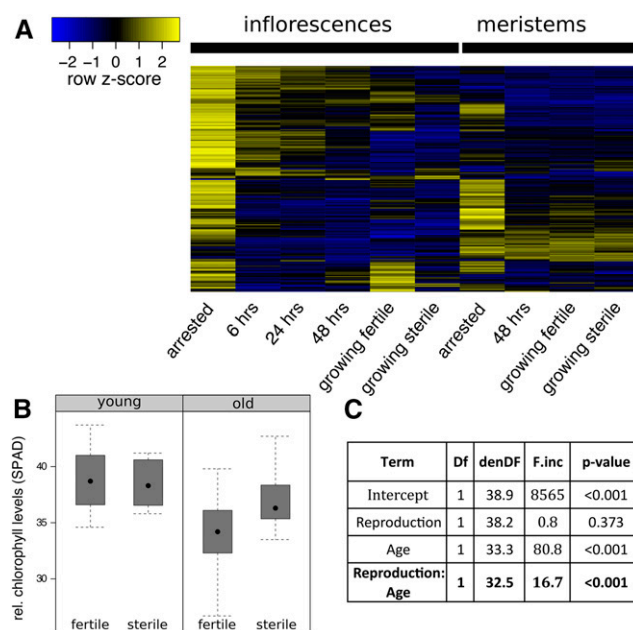 A
inflorescences meristems
−2 −1 0 1 2
row z-score
arrested 6 hrs 24 hrs 48 hrs growing fertile growing sterile arrested 48 hrs growing fertile growing sterile
B
young old
rel. chlorophyll levels (SPAD)
40
35
30
fertile sterile fertile sterile
C
Term Df denDF F.inc p-value
Intercept 1 38.9 8565 <0.001
Reproduction 1 38.2 0.8 0.373
Age 1 33.3 80.8 <0.001
Reproduction:
Age 1 32.5 16.7 <0.001